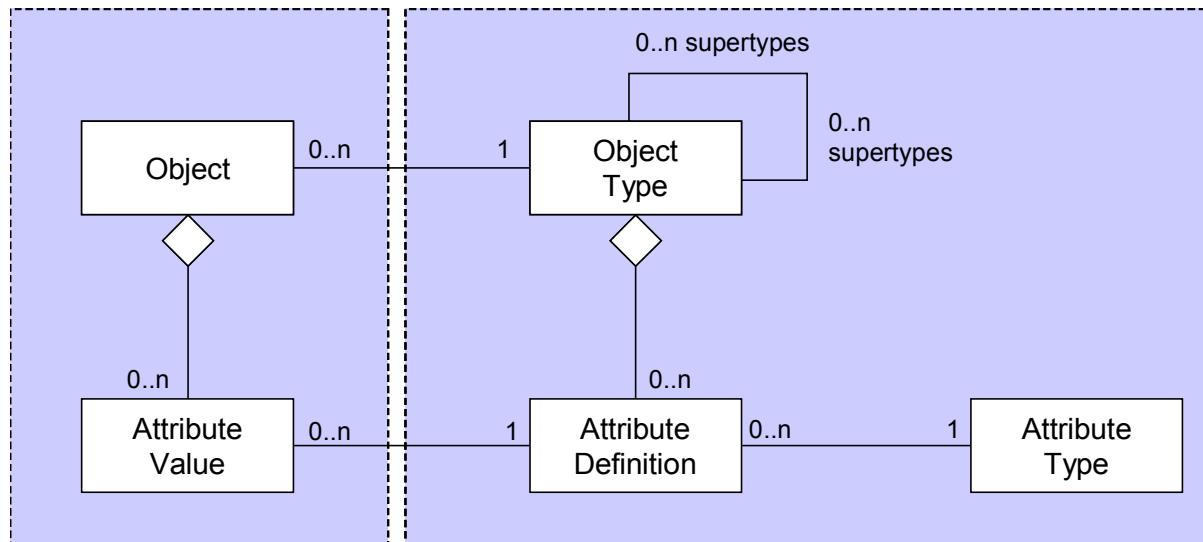 0..n supertypes
0..n
supertypes
Object
0..n
1
Object
Type
0..n
0..n
Attribute
Value
0..n
1
Attribute
Definition
0..n
1
Attribute
Type